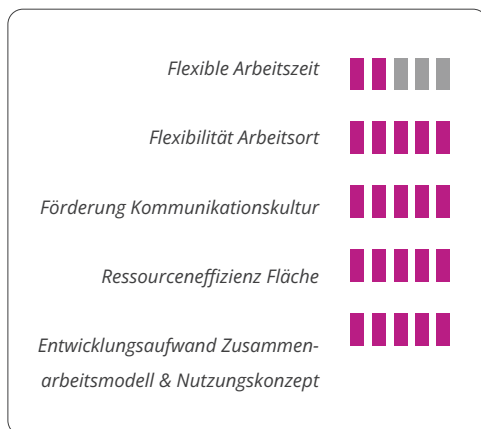 Flexible Arbeitszeit
Flexibilität Arbeitsort
Förderung Kommunikationskultur
Ressourceneffizienz Fläche
Entwicklungsaufwand Zusammen-
arbeitsmodell & Nutzungskonzept